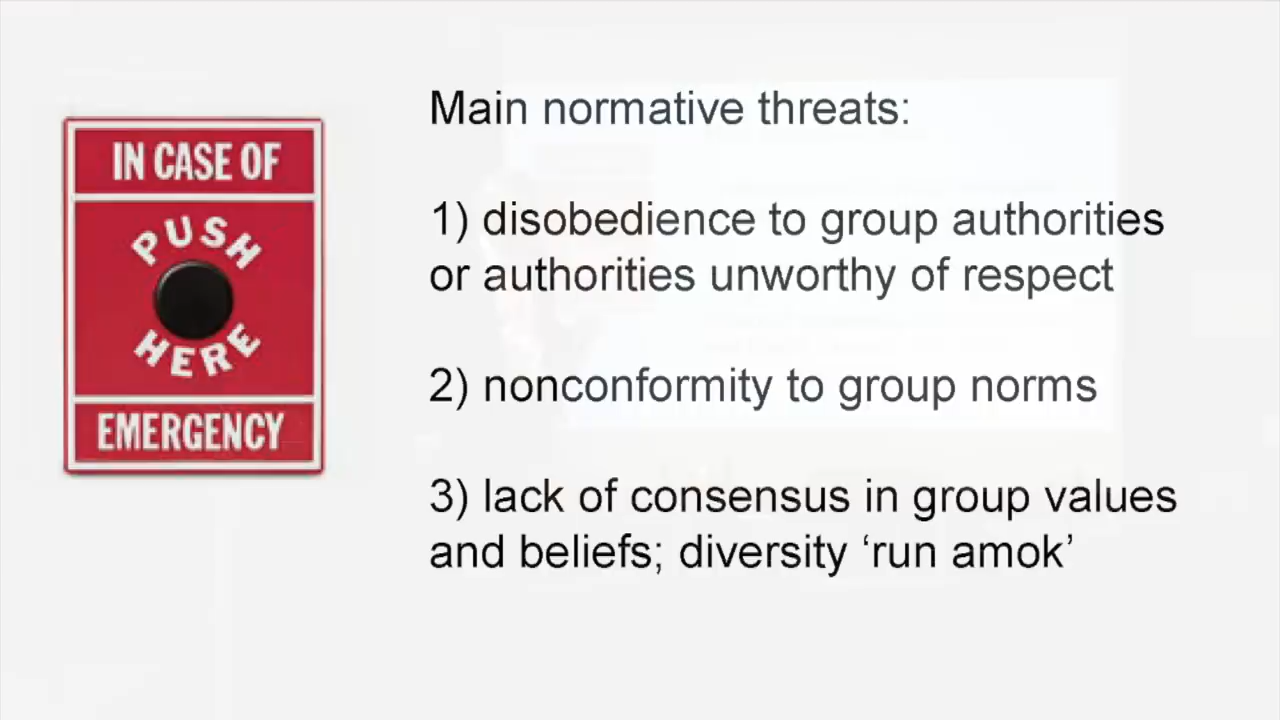 IN CASE OF
PUSH
HERE
EMERGENCY
Main normative threats:
1) disobedience to group authorities
or authorities unworthy of respect
2) nonconformity to group norms
3) lack of consensus in group values
and beliefs; diversity ‘run amok’